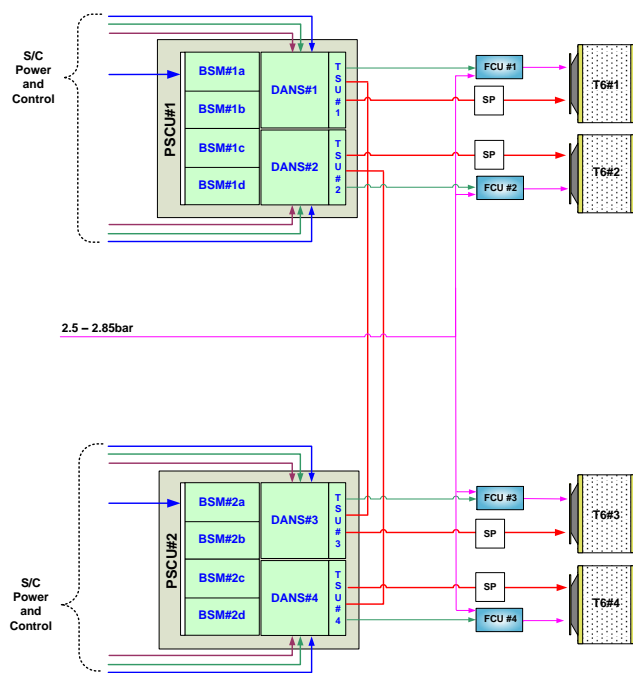 S/C
Power
and
Control
PSCU#1
BSM#1a
BSM#1b
BSM#1c
BSM#1d
DANS#1
DANS#2
TSU#1
TSU#2
FCU #1
SP
T6#1
SP
FCU #2
T6#2
2.5 – 2.85bar
S/C
Power
and
Control
PSCU#2
BSM#2a
BSM#2b
BSM#2c
BSM#2d
DANS#3
DANS#4
TSU#3
TSU#4
FCU #3
SP
T6#3
SP
FCU #4
T6#4